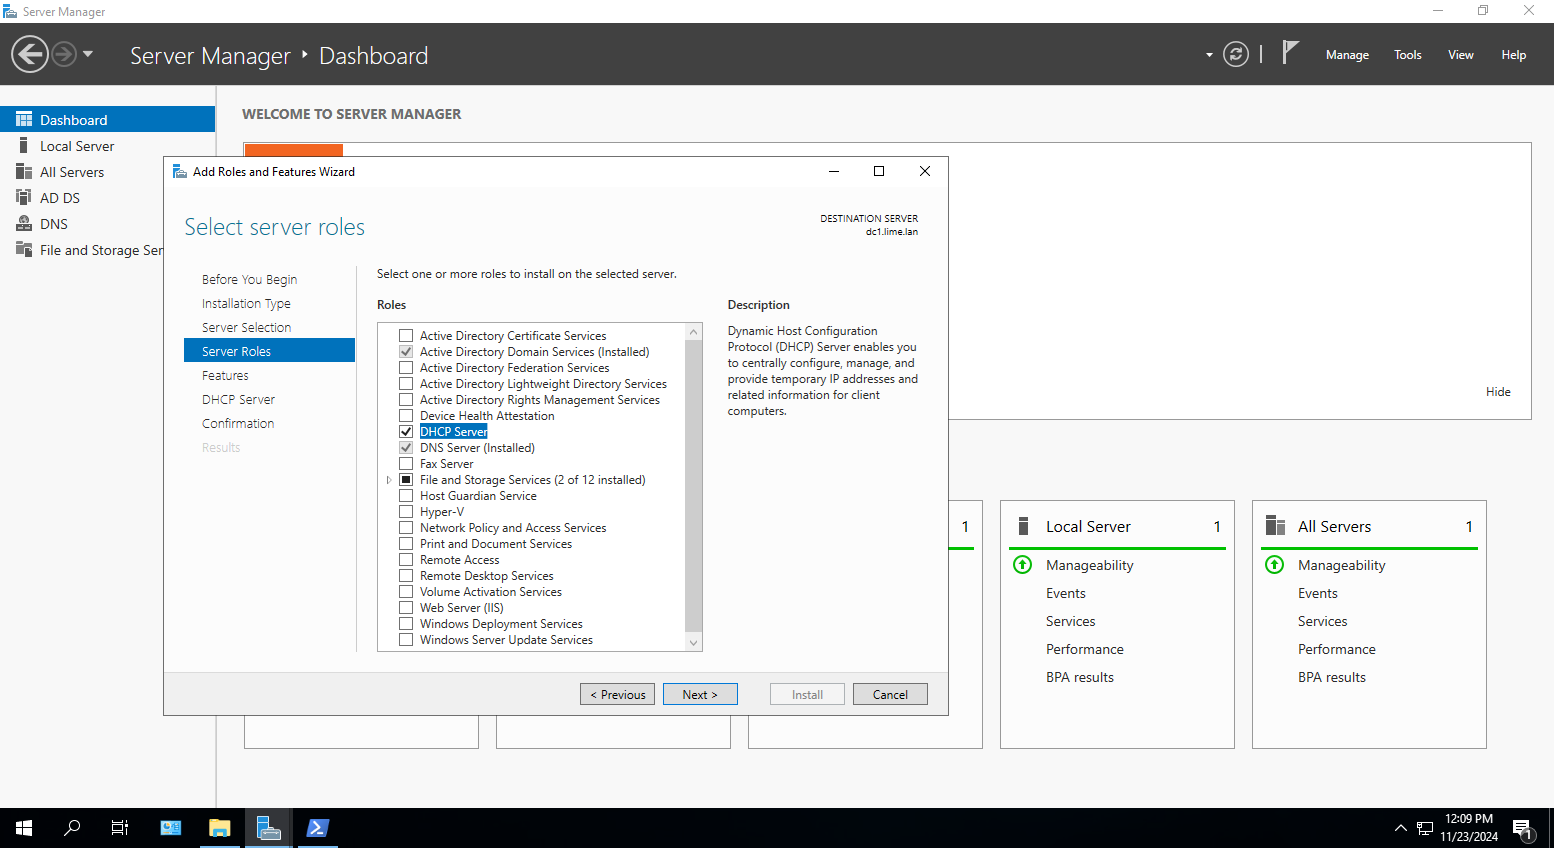 Server Manager
Server Manager
Dashboard
Manage
Tools
View
Help
Dashboard
Local Server
All Servers
AD DS
DNS
File and Storage Ser
WELCOME TO SERVER MANAGER
Hide
Add Roles and Features Wizard
Select server roles
DESTINATION SERVER
dc1.lime.lan
Before You Begin
Installation Type
Server Selection
Server Roles
Features
DHCP Server
Confirmation
Results
Select one or more roles to install on the selected server.
Roles
Active Directory Certificate Services
Active Directory Domain Services (Installed)
Active Directory Federation Services
Active Directory Lightweight Directory Services
Active Directory Rights Management Services
Device Health Attestation
DHCP Server
DNS Server (Installed)
Fax Server
File and Storage Services (2 of 12 installed)
Host Guardian Service
Hyper-V
Network Policy and Access Services
Print and Document Services
Remote Access
Remote Desktop Services
Volume Activation Services
Web Server (IIS)
Windows Deployment Services
Windows Server Update Services
Description
Dynamic Host Configuration
Protocol (DHCP) Server enables you
to centrally configure, manage, and
provide temporary IP addresses and
related information for client
computers.
< Previous
Next >
Install
Cancel
1
Local Server 1
Manageability
Events
Services
Performance
BPA results
All Servers 1
Manageability
Events
Services
Performance
BPA results
12:09 PM
11/23/2024
1